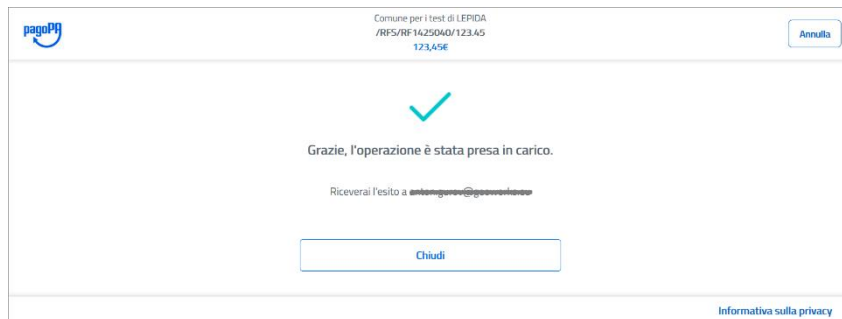 pagoPA
Comune per i test di LEPIDA
/RFS/RF1425040/123.45
123,45€
Annulla
Grazie, l'operazione è stata presa in carico.
Riceverai l'esito a
Chiudi
Informativa sulla privacy